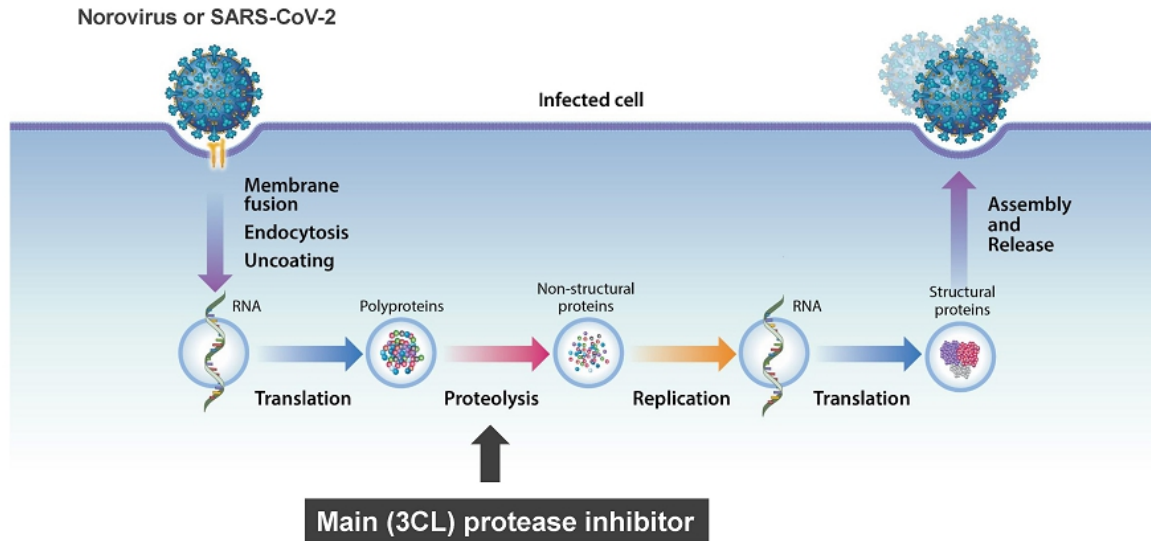 Norovirus or SARS-CoV-2
Infected cell
Membrane
fusion
Endocytosis
Uncoating
Assembly
and
Release
RNA
Polyproteins
Non-structural
proteins
RNA
Structural
proteins
Translation
Proteolysis
Replication
Translation
Main (3CL) protease inhibitor